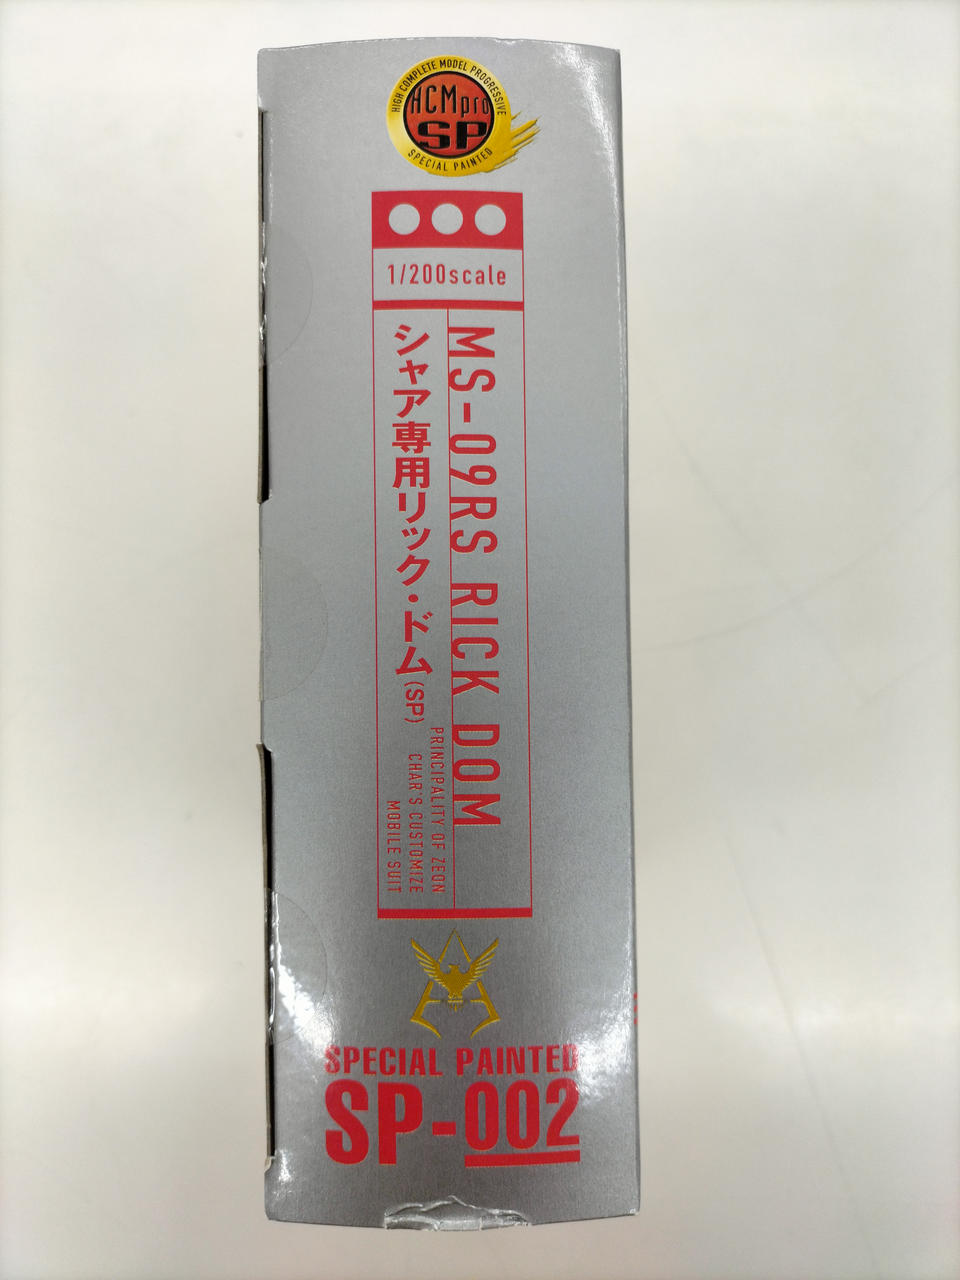 HIGH COMPLETE MODEL PROGRESSIVE
HCMpro
SP
SPECIAL PAINTED
1/200scale
MS-09RS RICK DOM
シャア専用リック・ドム(SP)
PRINCIPALITY OF ZEON
CHAR'S CUSTOMIZE
MOBILE SUIT
SPECIAL PAINTED
SP-002